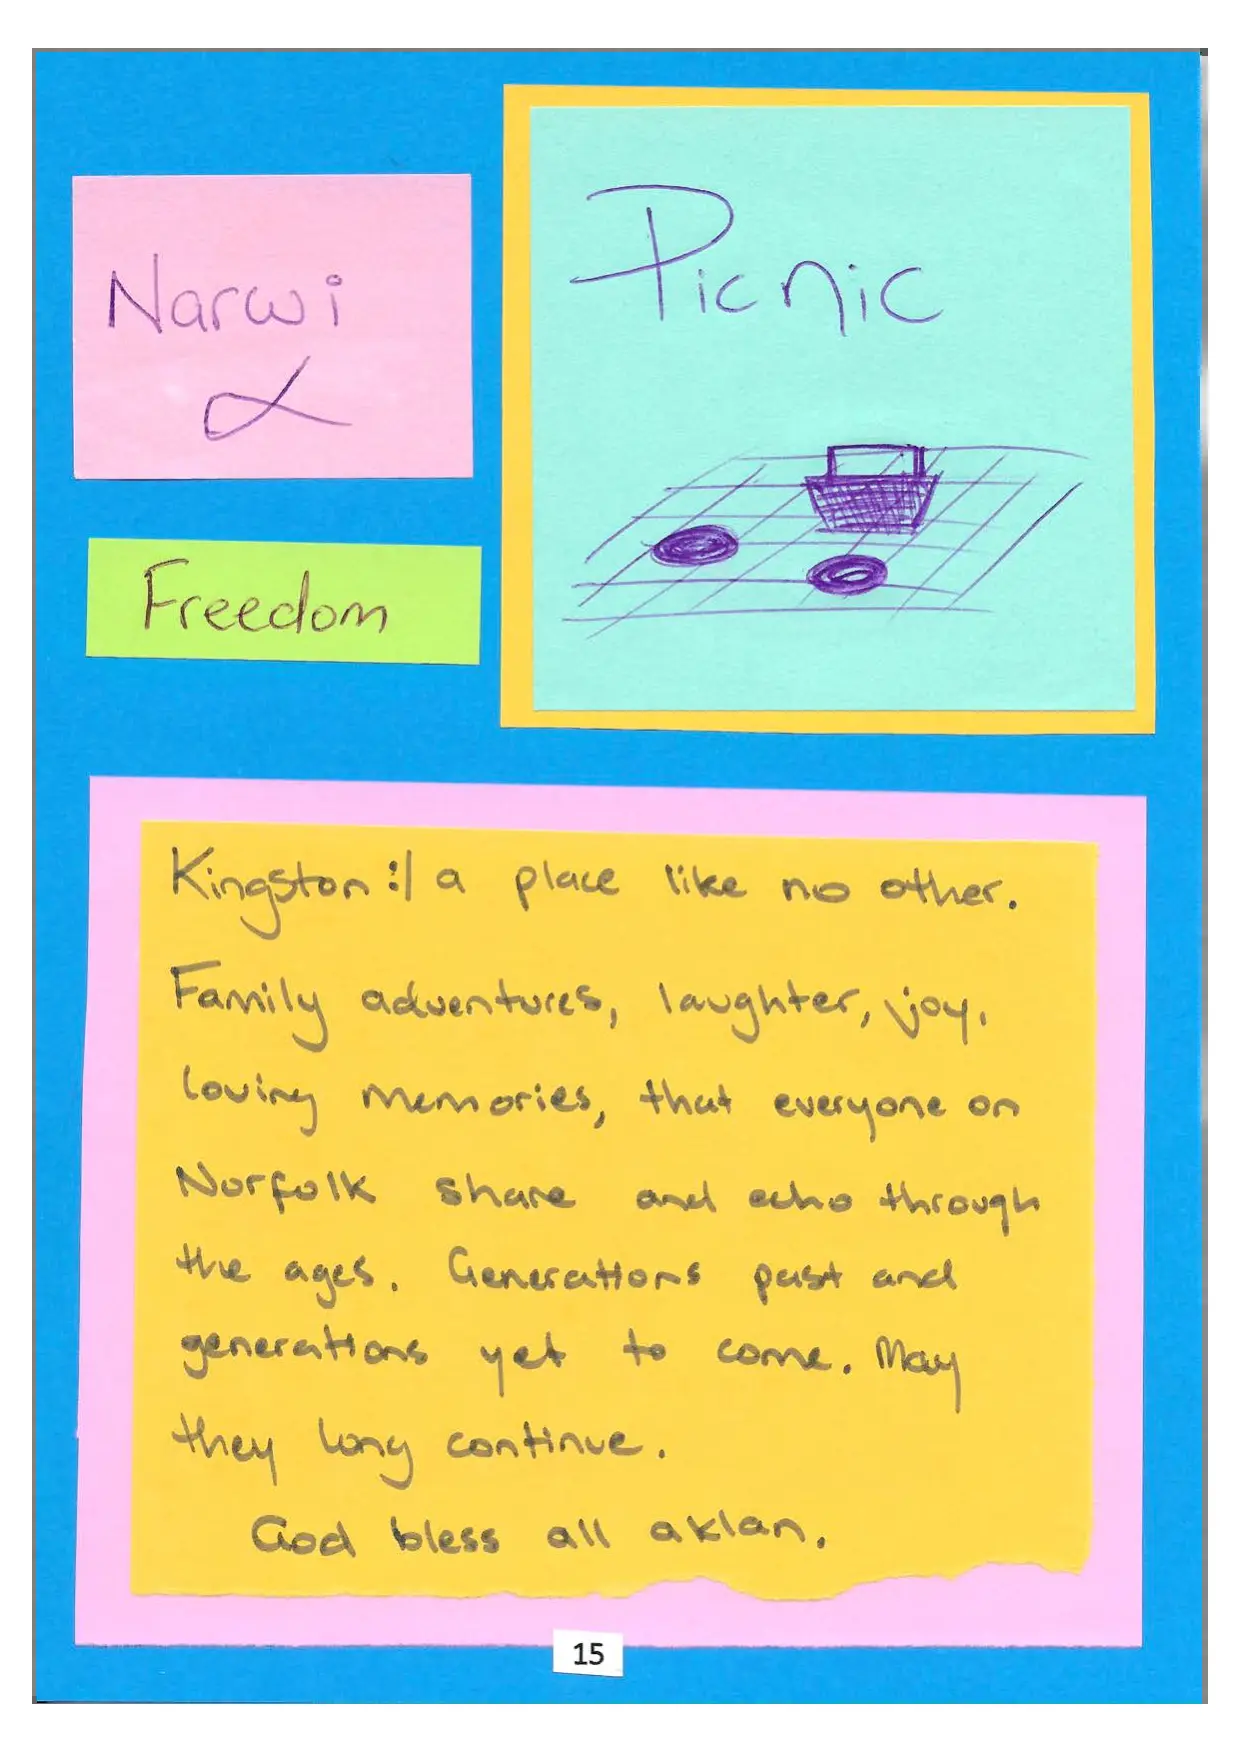 Narwi
Freedom
Picnic
Kingston :| a place like no other.
Family adventures, laughter, joy,
loving memories, that everyone on
Norfolk share and echo through
the ages. Generations past and
generations yet to come. May
they long continue.
God bless all aklan.
15